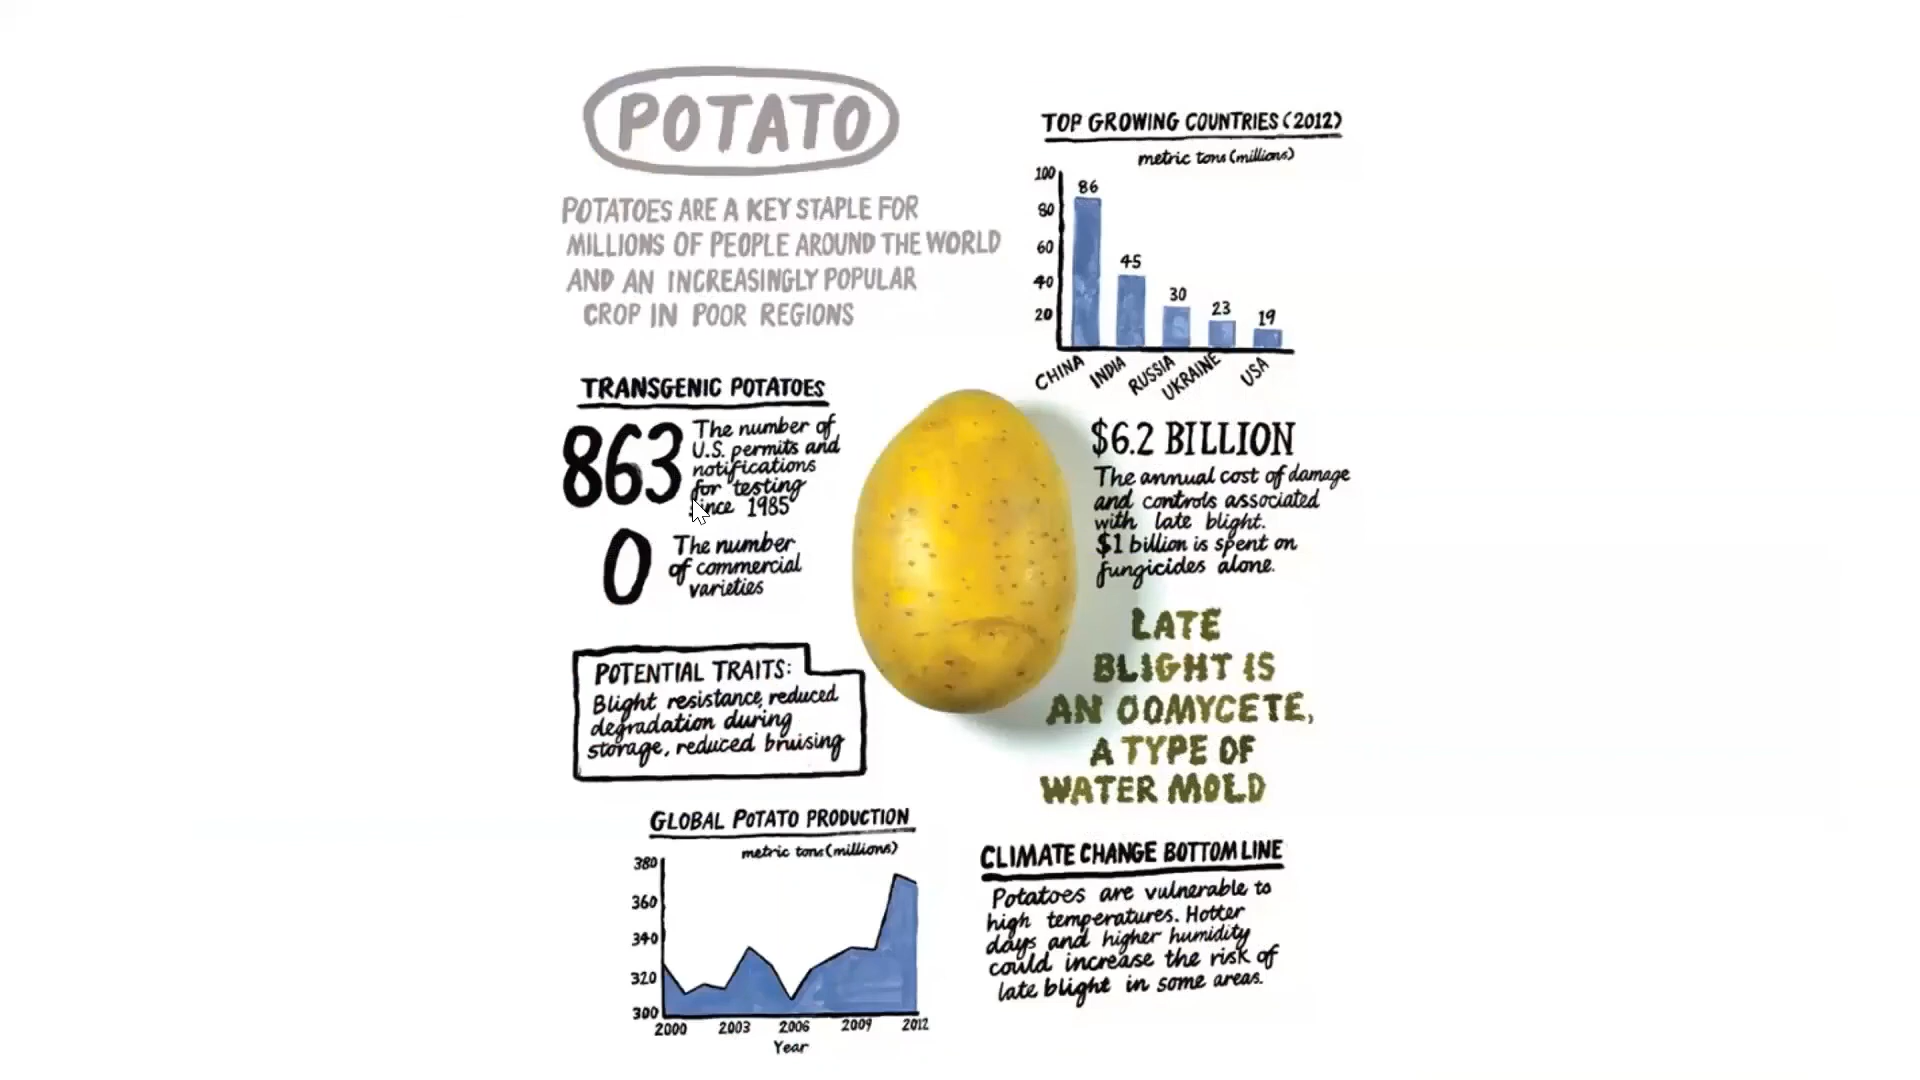 POTATO
POTATOES ARE A KEY STAPLE FOR
MILLIONS OF PEOPLE AROUND THE WORLD
AND AN INCREASINGLY POPULAR
CROP IN POOR REGIONS
TOP GROWING COUNTRIES (2012)
metric tons (millions)
100
80
60
40
20
86
45
30
23
19
CHINA
INDIA
RUSSIA
UKRAINE
USA
TRANSGENIC POTATOES
863
The number of
U.S. permits and
notifications
for testing
since 1985
0
The number
of commercial
varieties
$6.2 BILLION
The annual cost of damage
and controls associated
with late blight.
$1 billion is spent on
fungicides alone.
LATE
BLIGHT IS
AN OOMYCETE,
A TYPE OF
WATER MOLD
POTENTIAL TRAITS:
Blight resistance, reduced
degradation during
storage, reduced bruising
GLOBAL POTATO PRODUCTION
metric tons (millions)
380
360
340
320
300
2000
2003
2006
2009
2012
Year
CLIMATE CHANGE BOTTOM LINE
Potatoes are vulnerable to
high temperatures. Hotter
days and higher humidity
could increase the risk of
late blight in some areas.